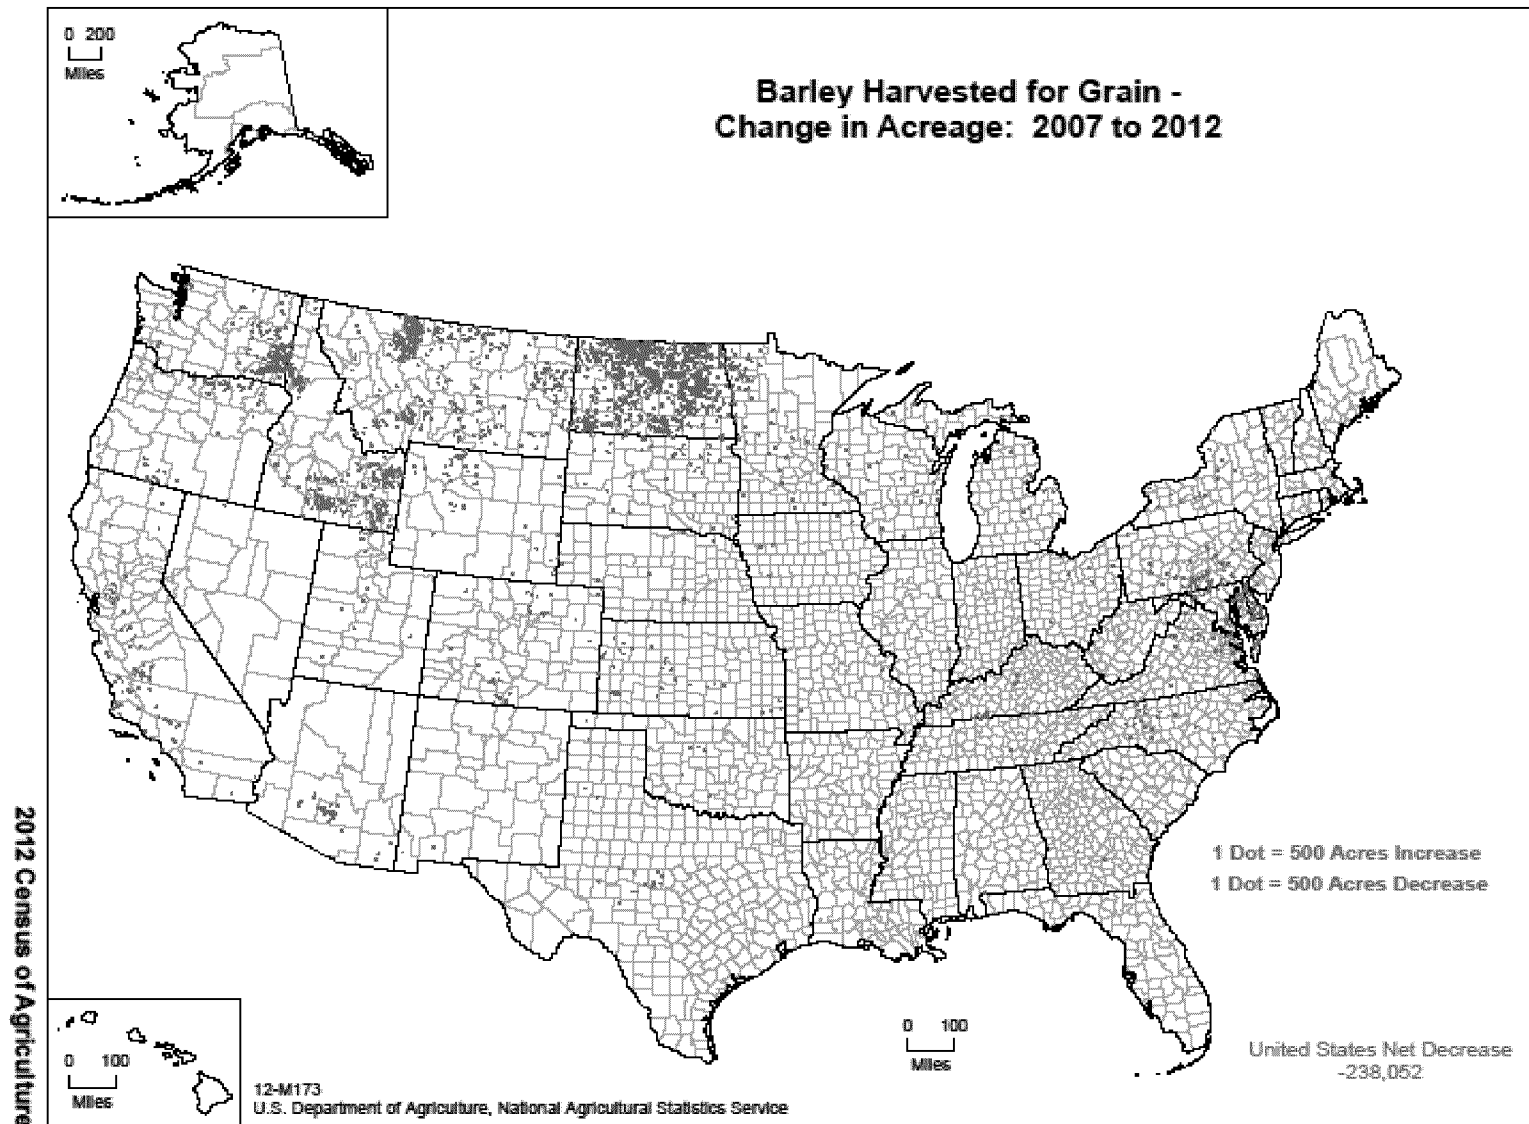 0 200
Miles
Barley Harvested for Grain -
Change in Acreage: 2007 to 2012
1 Dot = 500 Acres Increase
1 Dot = 500 Acres Decrease
0 100
Miles
United States Net Decrease
-238,052
0 100
Miles
12-M173
U.S. Department of Agriculture, National Agricultural Statistics Service
2012 Census of Agriculture